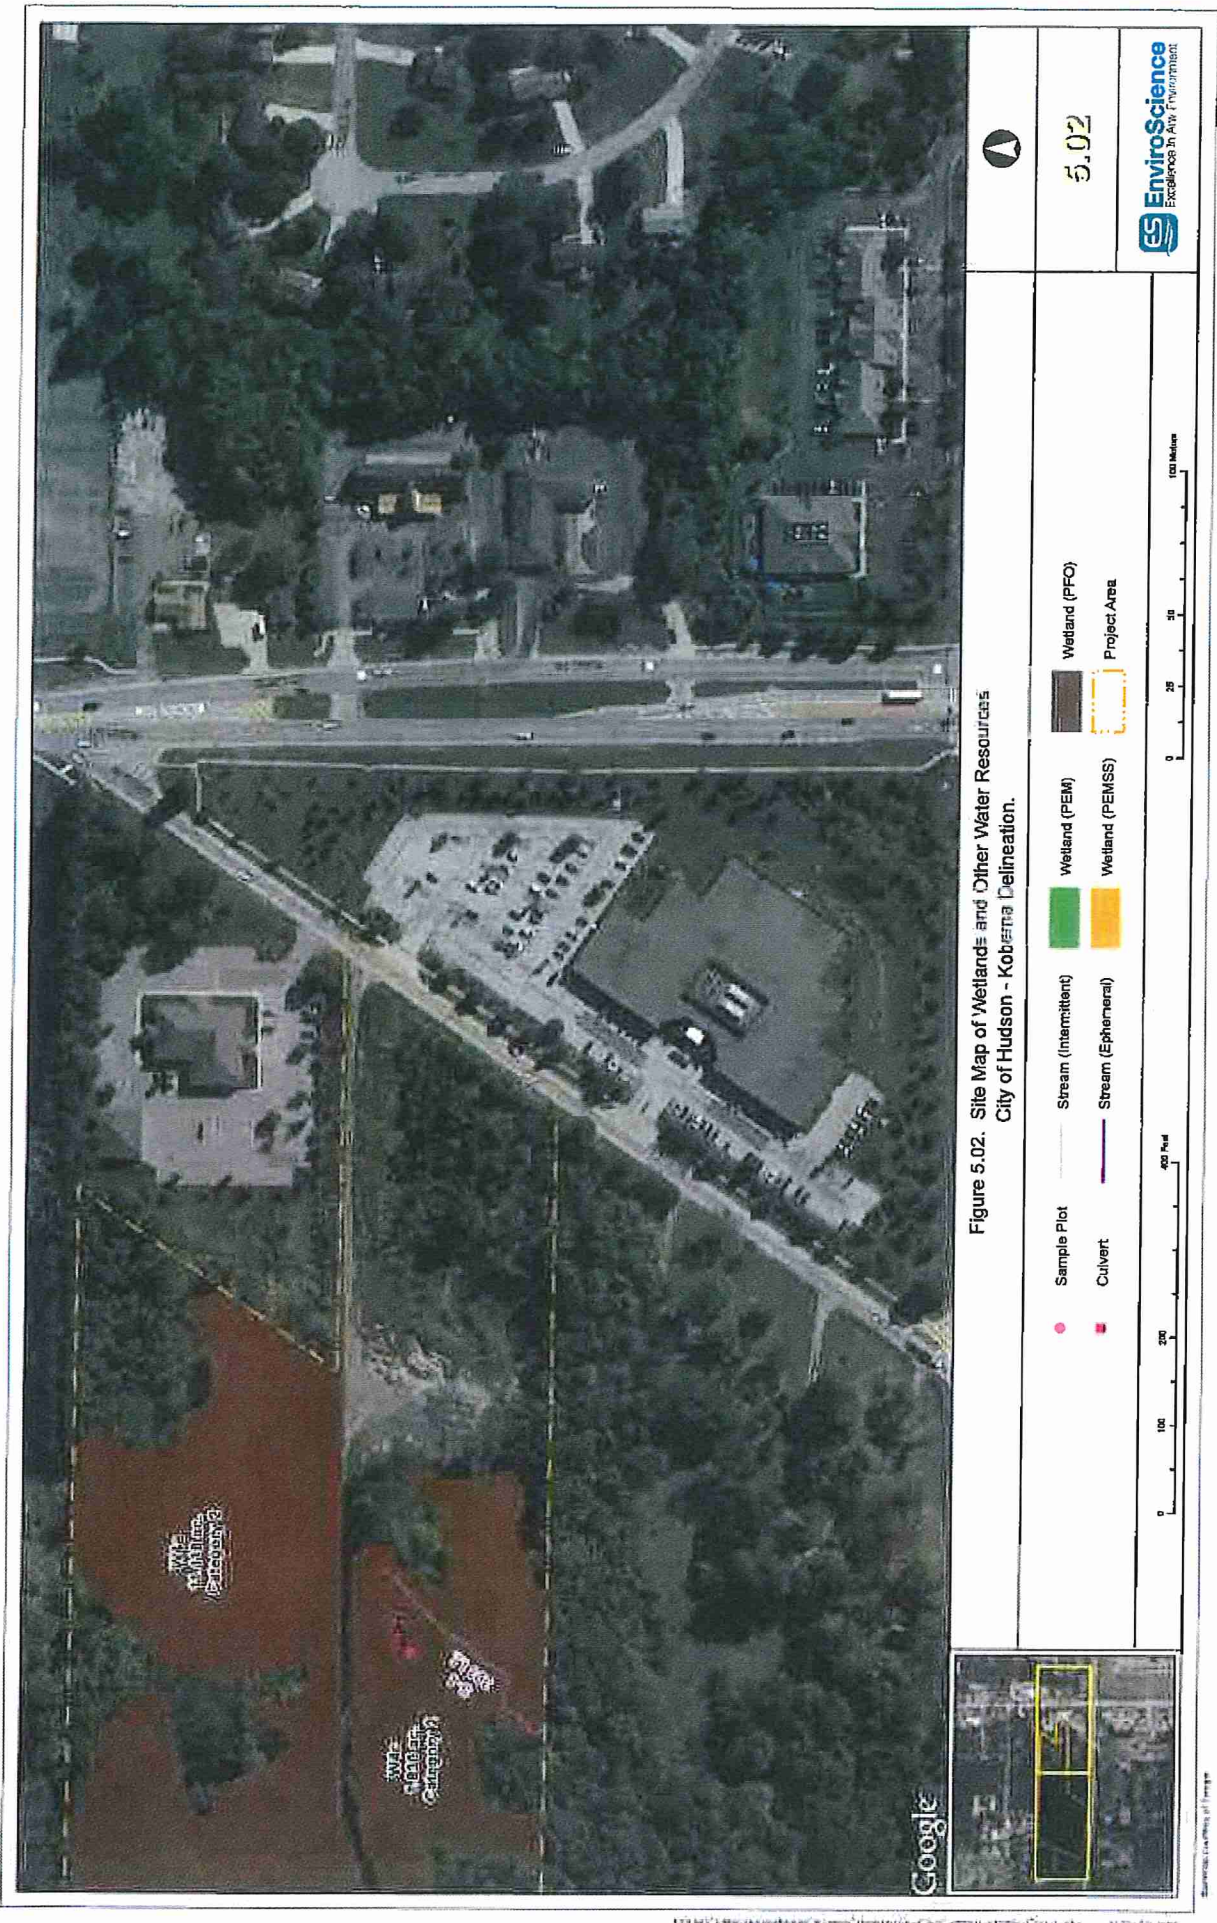 Google
Figure 5.02. Site Map of Wetlands and Other Water Resources
City of Hudson - Koberna Delineation.
5.02
Sample Plot
Stream (Intermittent)
Wetland (PEM)
Wetland (PFO)
Culvert
Stream (Ephemeral)
Wetland (PEMSS)
Project Area
0 100 200 400 Feet
0 25 50 100 Meters
ES EnviroScience
Excellence In Any Environment